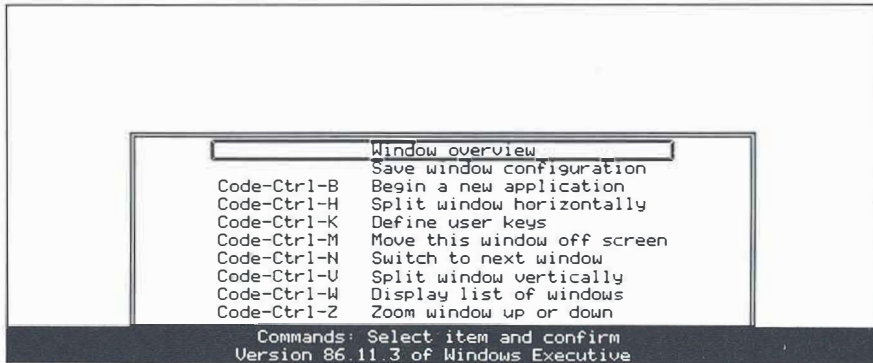 Window overview
Save window configuration
Code-Ctrl-B Begin a new application
Code-Ctrl-H Split window horizontally
Code-Ctrl-K Define user keys
Code-Ctrl-M Move this window off screen
Code-Ctrl-N Switch to next window
Code-Ctrl-V Split window vertically
Code-Ctrl-W Display list of windows
Code-Ctrl-Z Zoom window up or down
Commands: Select item and confirm
Version 86.11.3 of Windows Executive